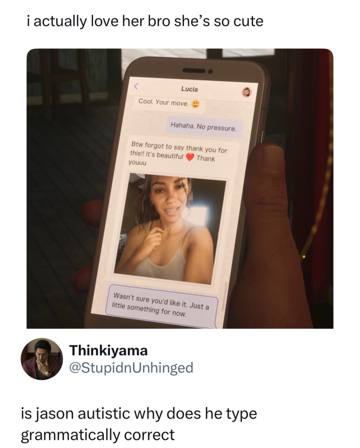 i actually love her bro she's so cute
Lucia
Cool. Your move. 😄
Hahaha. No pressure.
Btw forgot to say thank you for
this!! It's beautiful ❤️ Thank
youuu
Wasn't sure you'd like it. Just a
little something for now.
Thinkiyama
@StupidnUnhinged
is jason autistic why does he type
grammatically correct